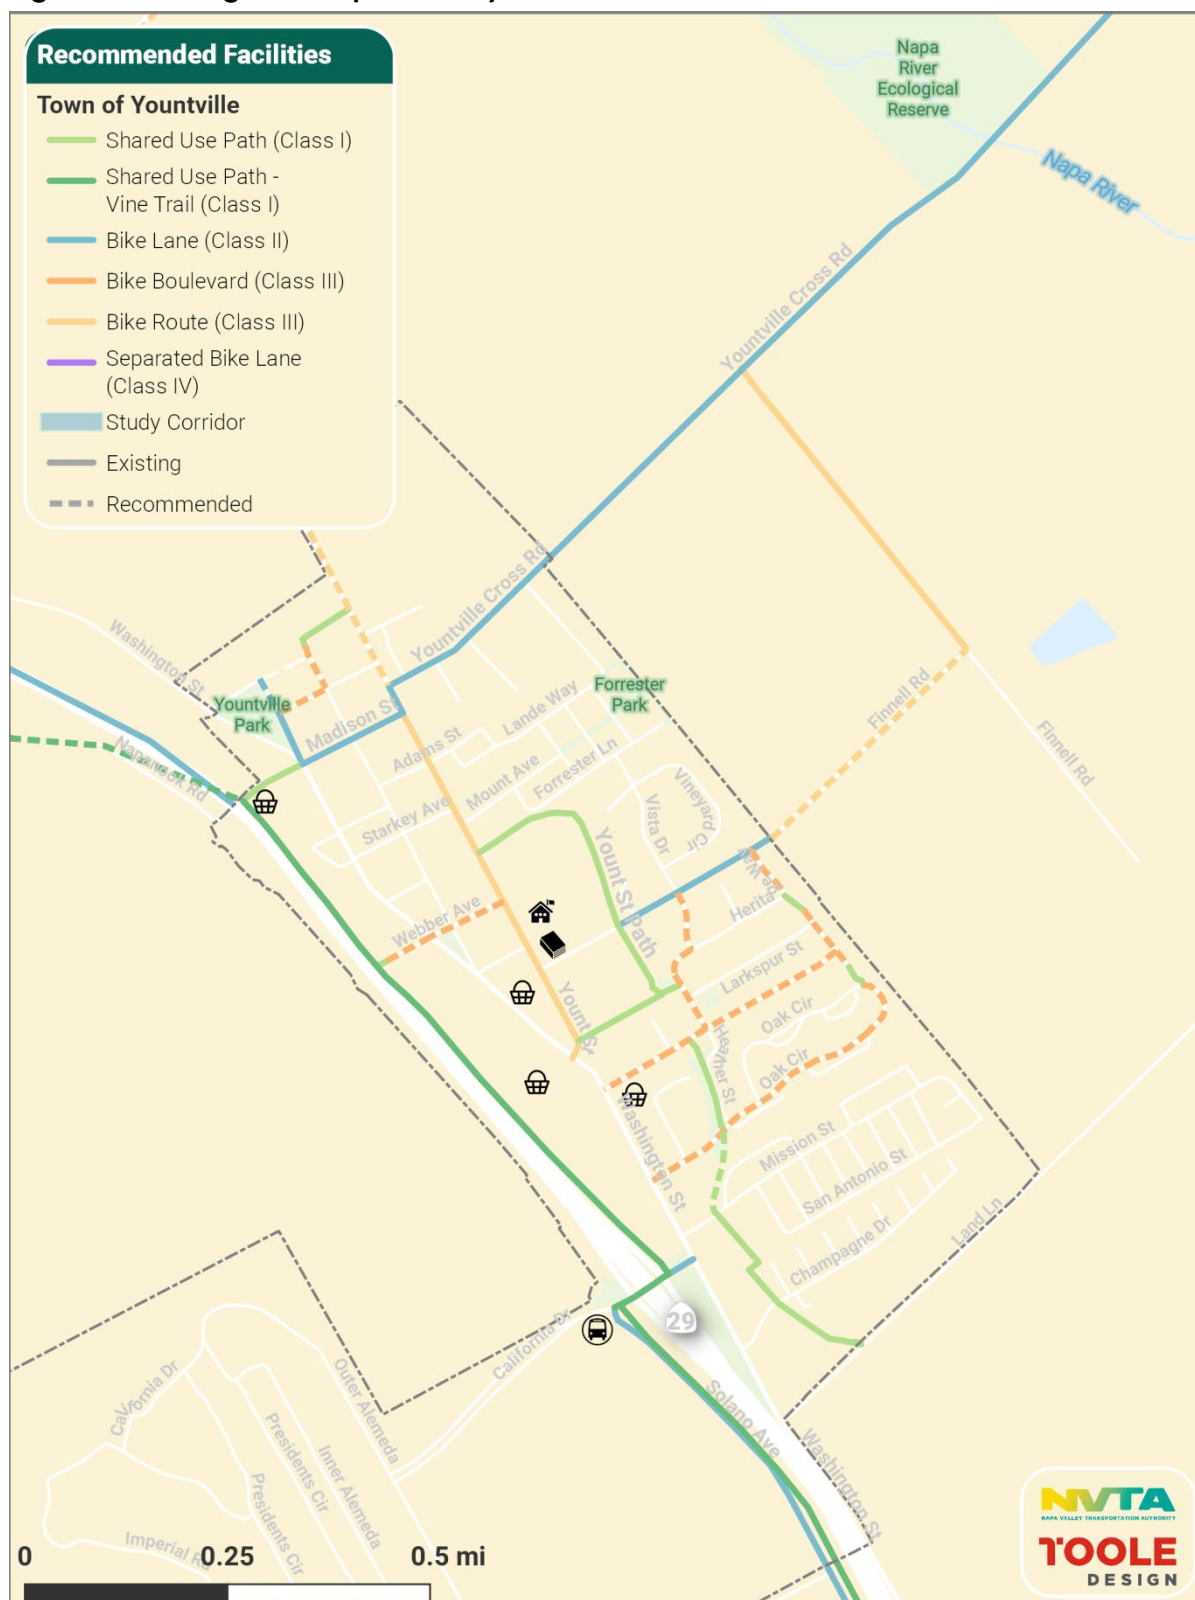 Recommended Facilities
Town of Yountville
Shared Use Path (Class I)
Shared Use Path -
Vine Trail (Class I)
Bike Lane (Class II)
Bike Boulevard (Class III)
Bike Route (Class III)
Separated Bike Lane
(Class IV)
Study Corridor
Existing
Recommended
Napa
River
Ecological
Reserve
Napa River
Yountville Cross Rd
Yountville Cross Rd
Washington St
Yountville
Park
Madison St
Napanook Rd
Forrester
Park
Lande Way
Adams St
Mount Ave
Forrester Ln
Starkey Ave
Vineyard Cir
Vista Dr
Finnell Rd
Finnell Rd
Yount St Path
Webber Ave
Larkspur St
Yount St
Oak Cir
Heather St
Oak Cir
Washington St
Mission St
San Antonio St
Champagne Dr
Land Ln
29
California Dr
Solano Ave
Washington St
California Dr
Outer Alameda
Presidents Cir
Inner Alameda
Presidents Cir
0
0.25
0.5 mi
NVTA
NAPA VALLEY TRANSPORTATION AUTHORITY
TOOLE
DESIGN